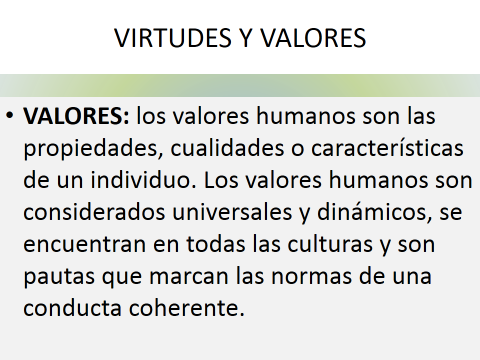 VIRTUDES Y VALORES
• VALORES: los valores humanos son las
propiedades, cualidades o características
de un individuo. Los valores humanos son
considerados universales y dinámicos, se
encuentran en todas las culturas y son
pautas que marcan las normas de una
conducta coherente.